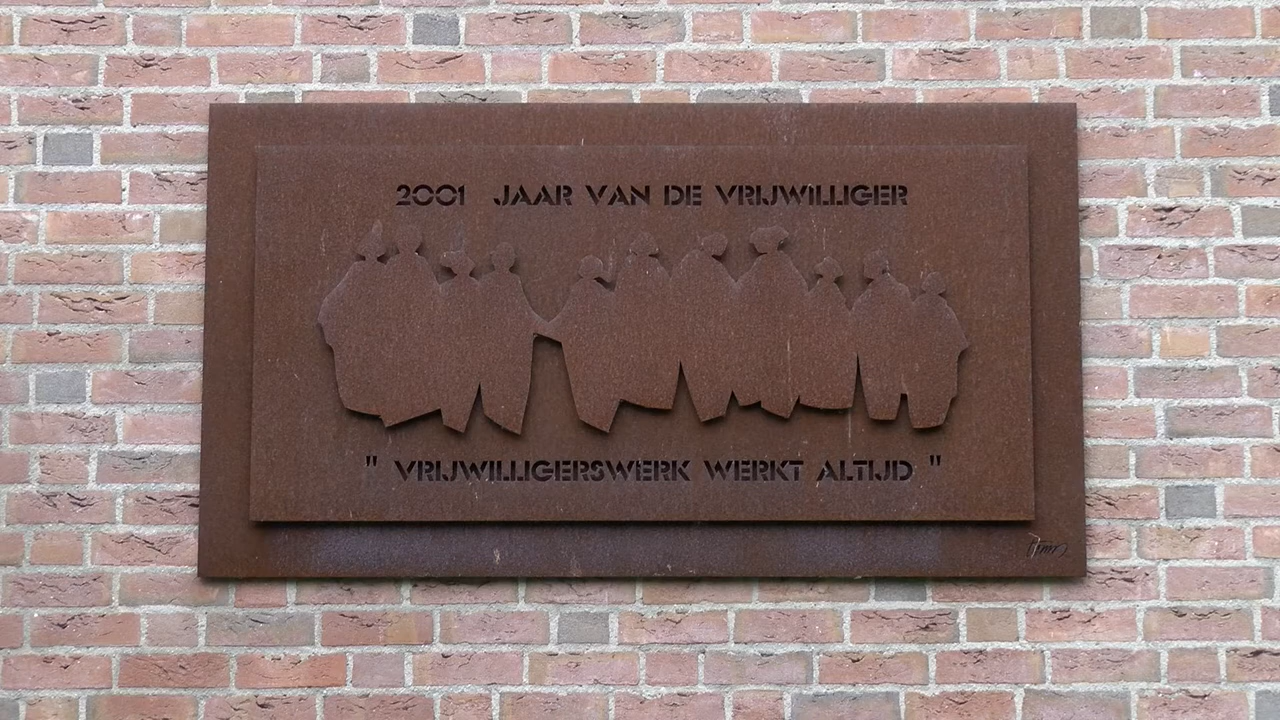 2001 JAAR VAN DE VRIJWILLIGER
" VRIJWILLIGERSWERK WERKT ALTIJD "